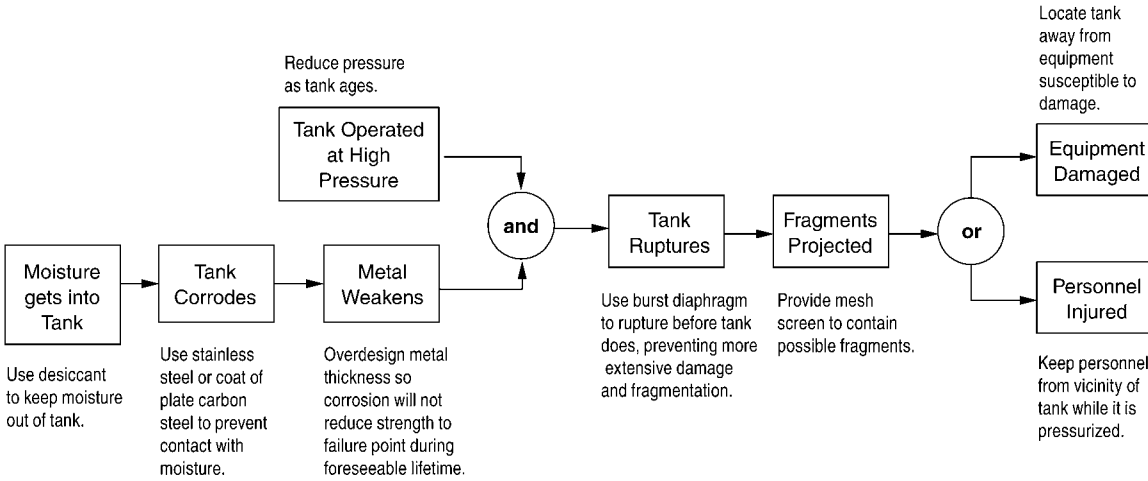 Locate tank
away from
equipment
susceptible to
damage.
Reduce pressure
as tank ages.
Tank Operated
at High
Pressure
Equipment
Damaged
and
Tank
Ruptures
Fragments
Projected
or
Moisture
gets into
Tank
Tank
Corrodes
Metal
Weakens
Personnel
Injured
Use desiccant
to keep moisture
out of tank.
Use stainless
steel or coat of
plate carbon
steel to prevent
contact with
moisture.
Overdesign metal
thickness so
corrosion will not
reduce strength to
failure point during
foreseeable lifetime.
Use burst diaphragm
to rupture before tank
does, preventing more
extensive damage
and fragmentation.
Provide mesh
screen to contain
possible fragments.
Keep personnel
from vicinity of
tank while it is
pressurized.